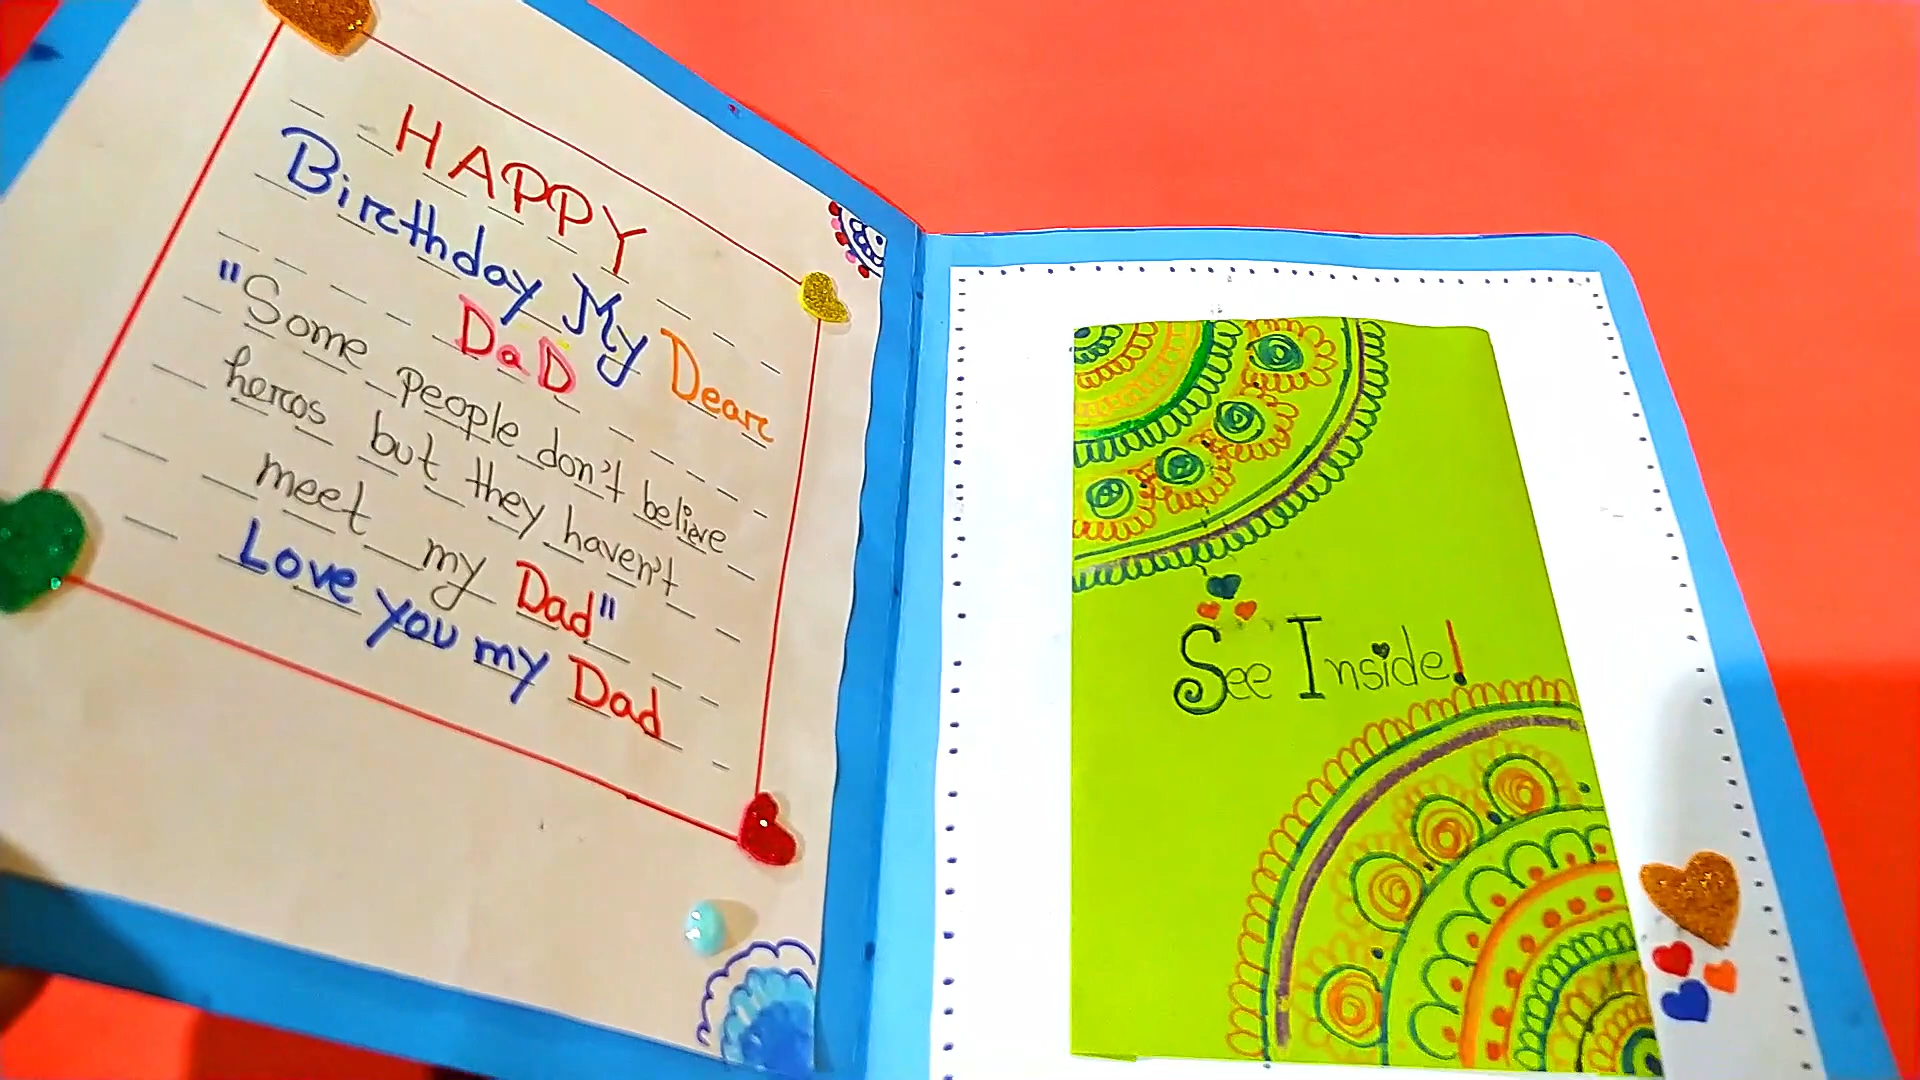 HAPPY
Birthday My Dear
DaD
"Some people don't believe
heros but they haven't
meet my Dad"
Love you my Dad
See Inside!